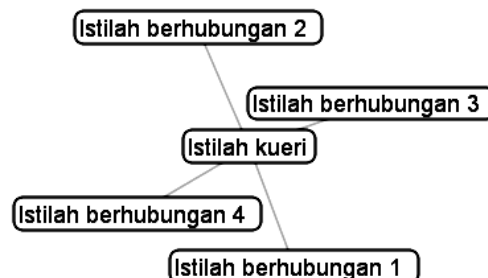 Istilah berhubungan 2
Istilah berhubungan 3
Istilah kueri
Istilah berhubungan 4
Istilah berhubungan 1